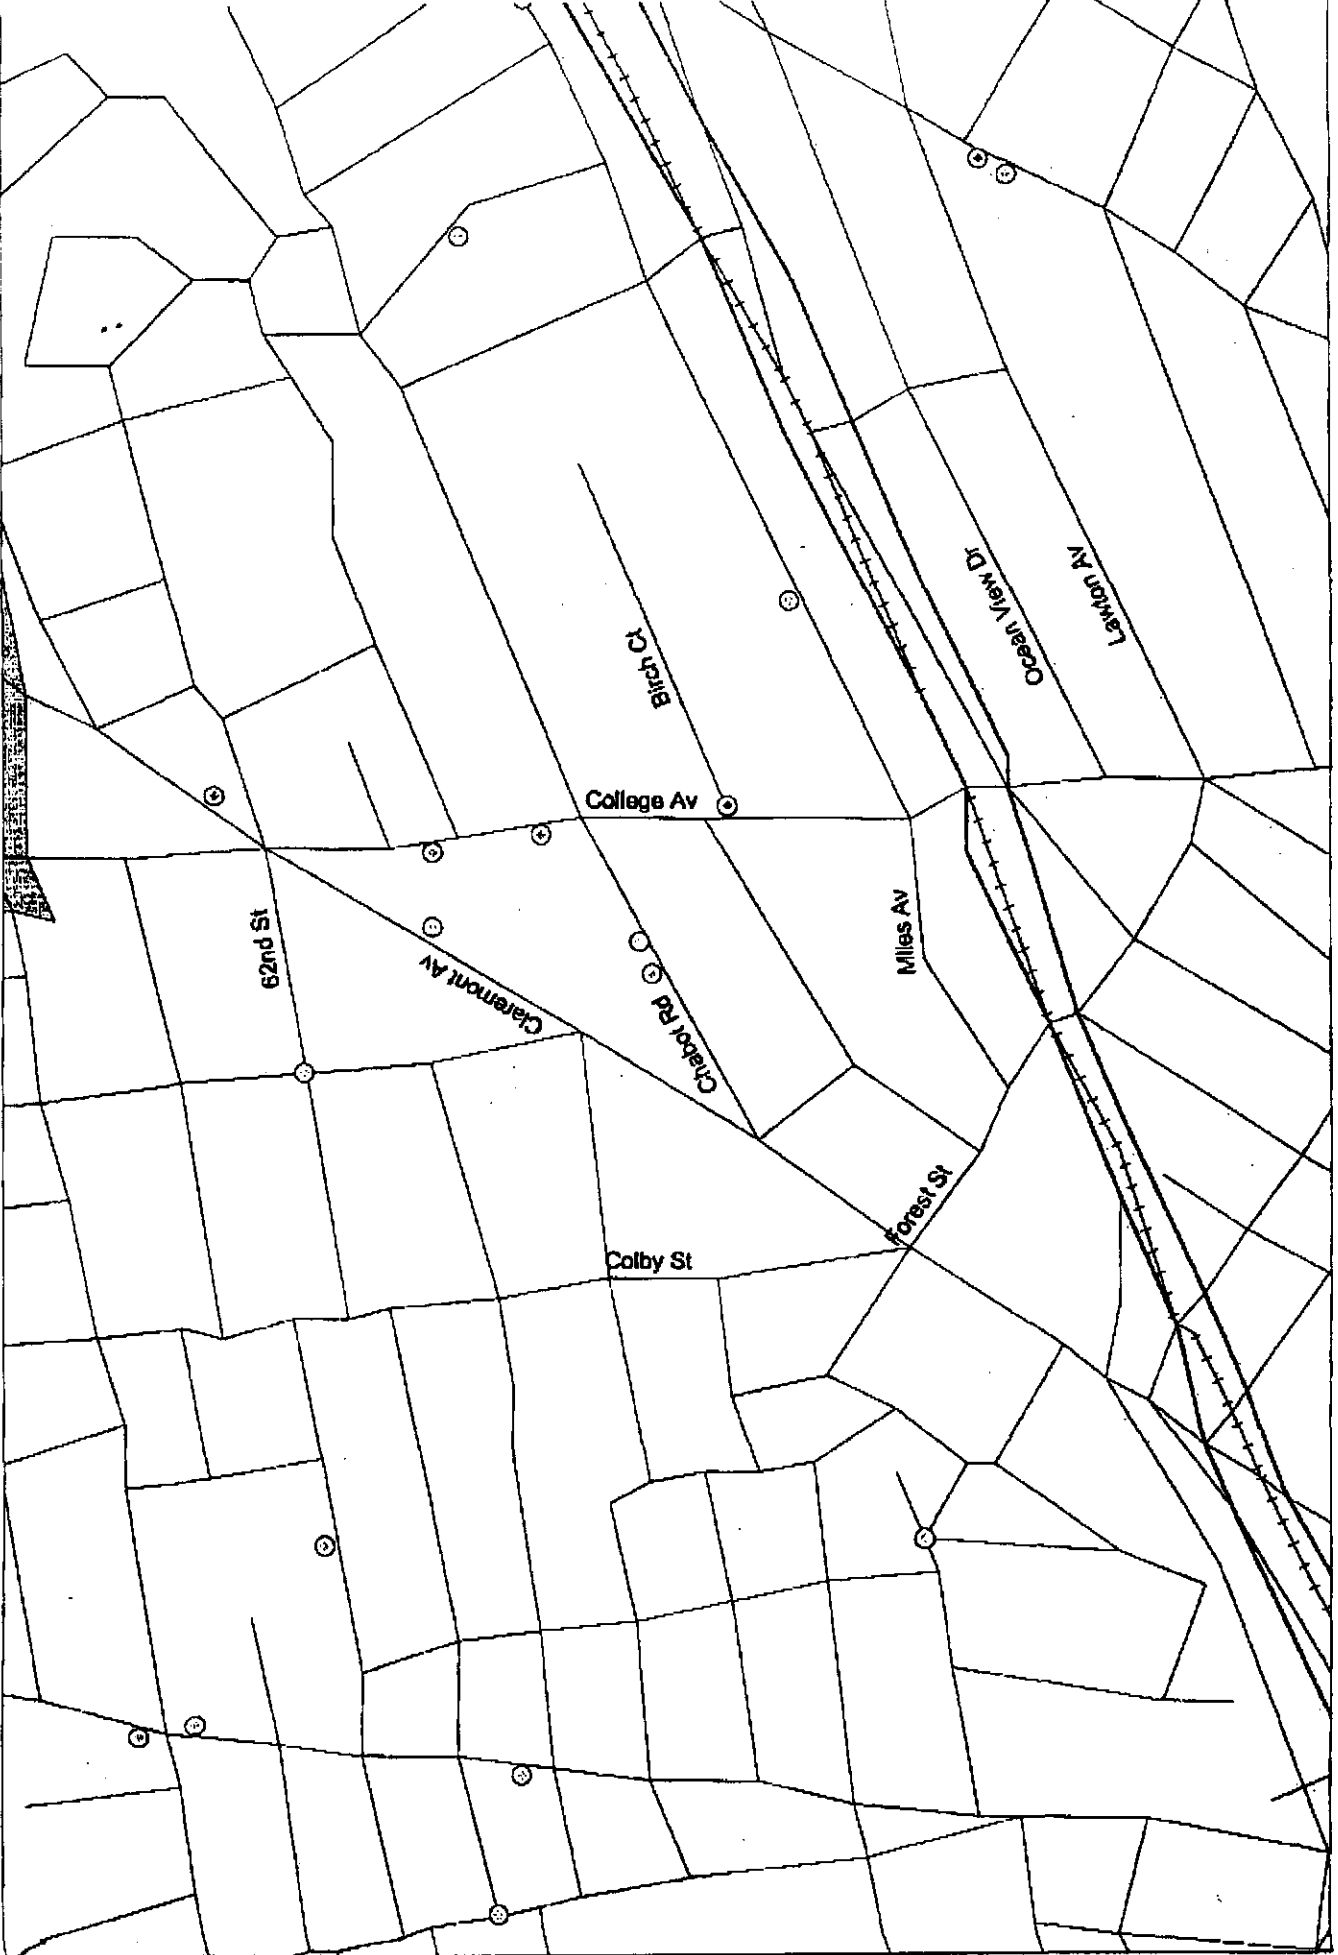 Ocean View Dr
Lawton Av
Birch Ct
College Av
62nd St
Claremont Av
Chabot Rd
Miles Av
Forest St
Colby St